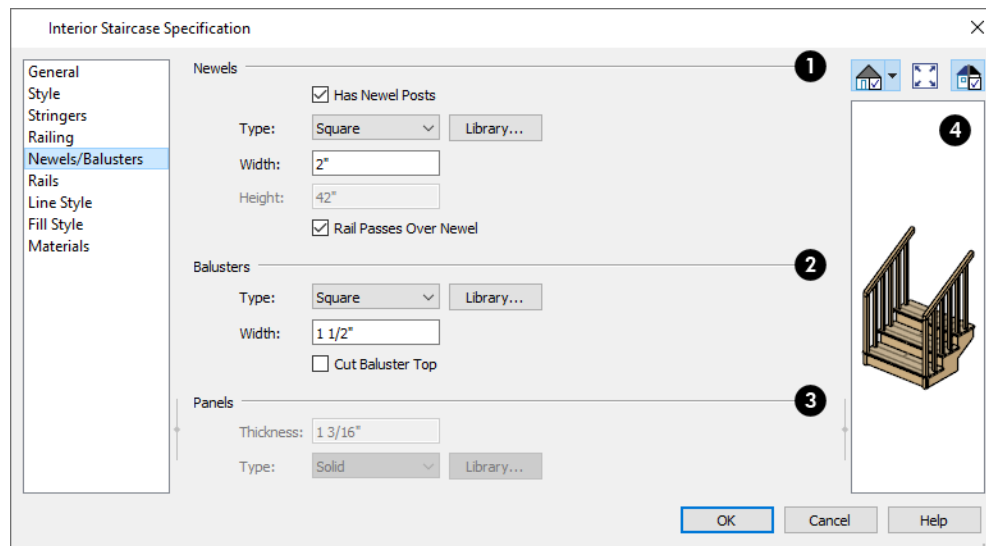 Interior Staircase Specification
General
Style
Stringers
Railing
Newels/Balusters
Rails
Line Style
Fill Style
Materials
Newels
1
Has Newel Posts
Type: Square Library...
Width: 2"
Height: 42"
Rail Passes Over Newel
Balusters
2
Type: Square Library...
Width: 1 1/2"
Cut Baluster Top
Panels
3
Thickness: 1 3/16"
Type: Solid Library...
4
OK Cancel Help